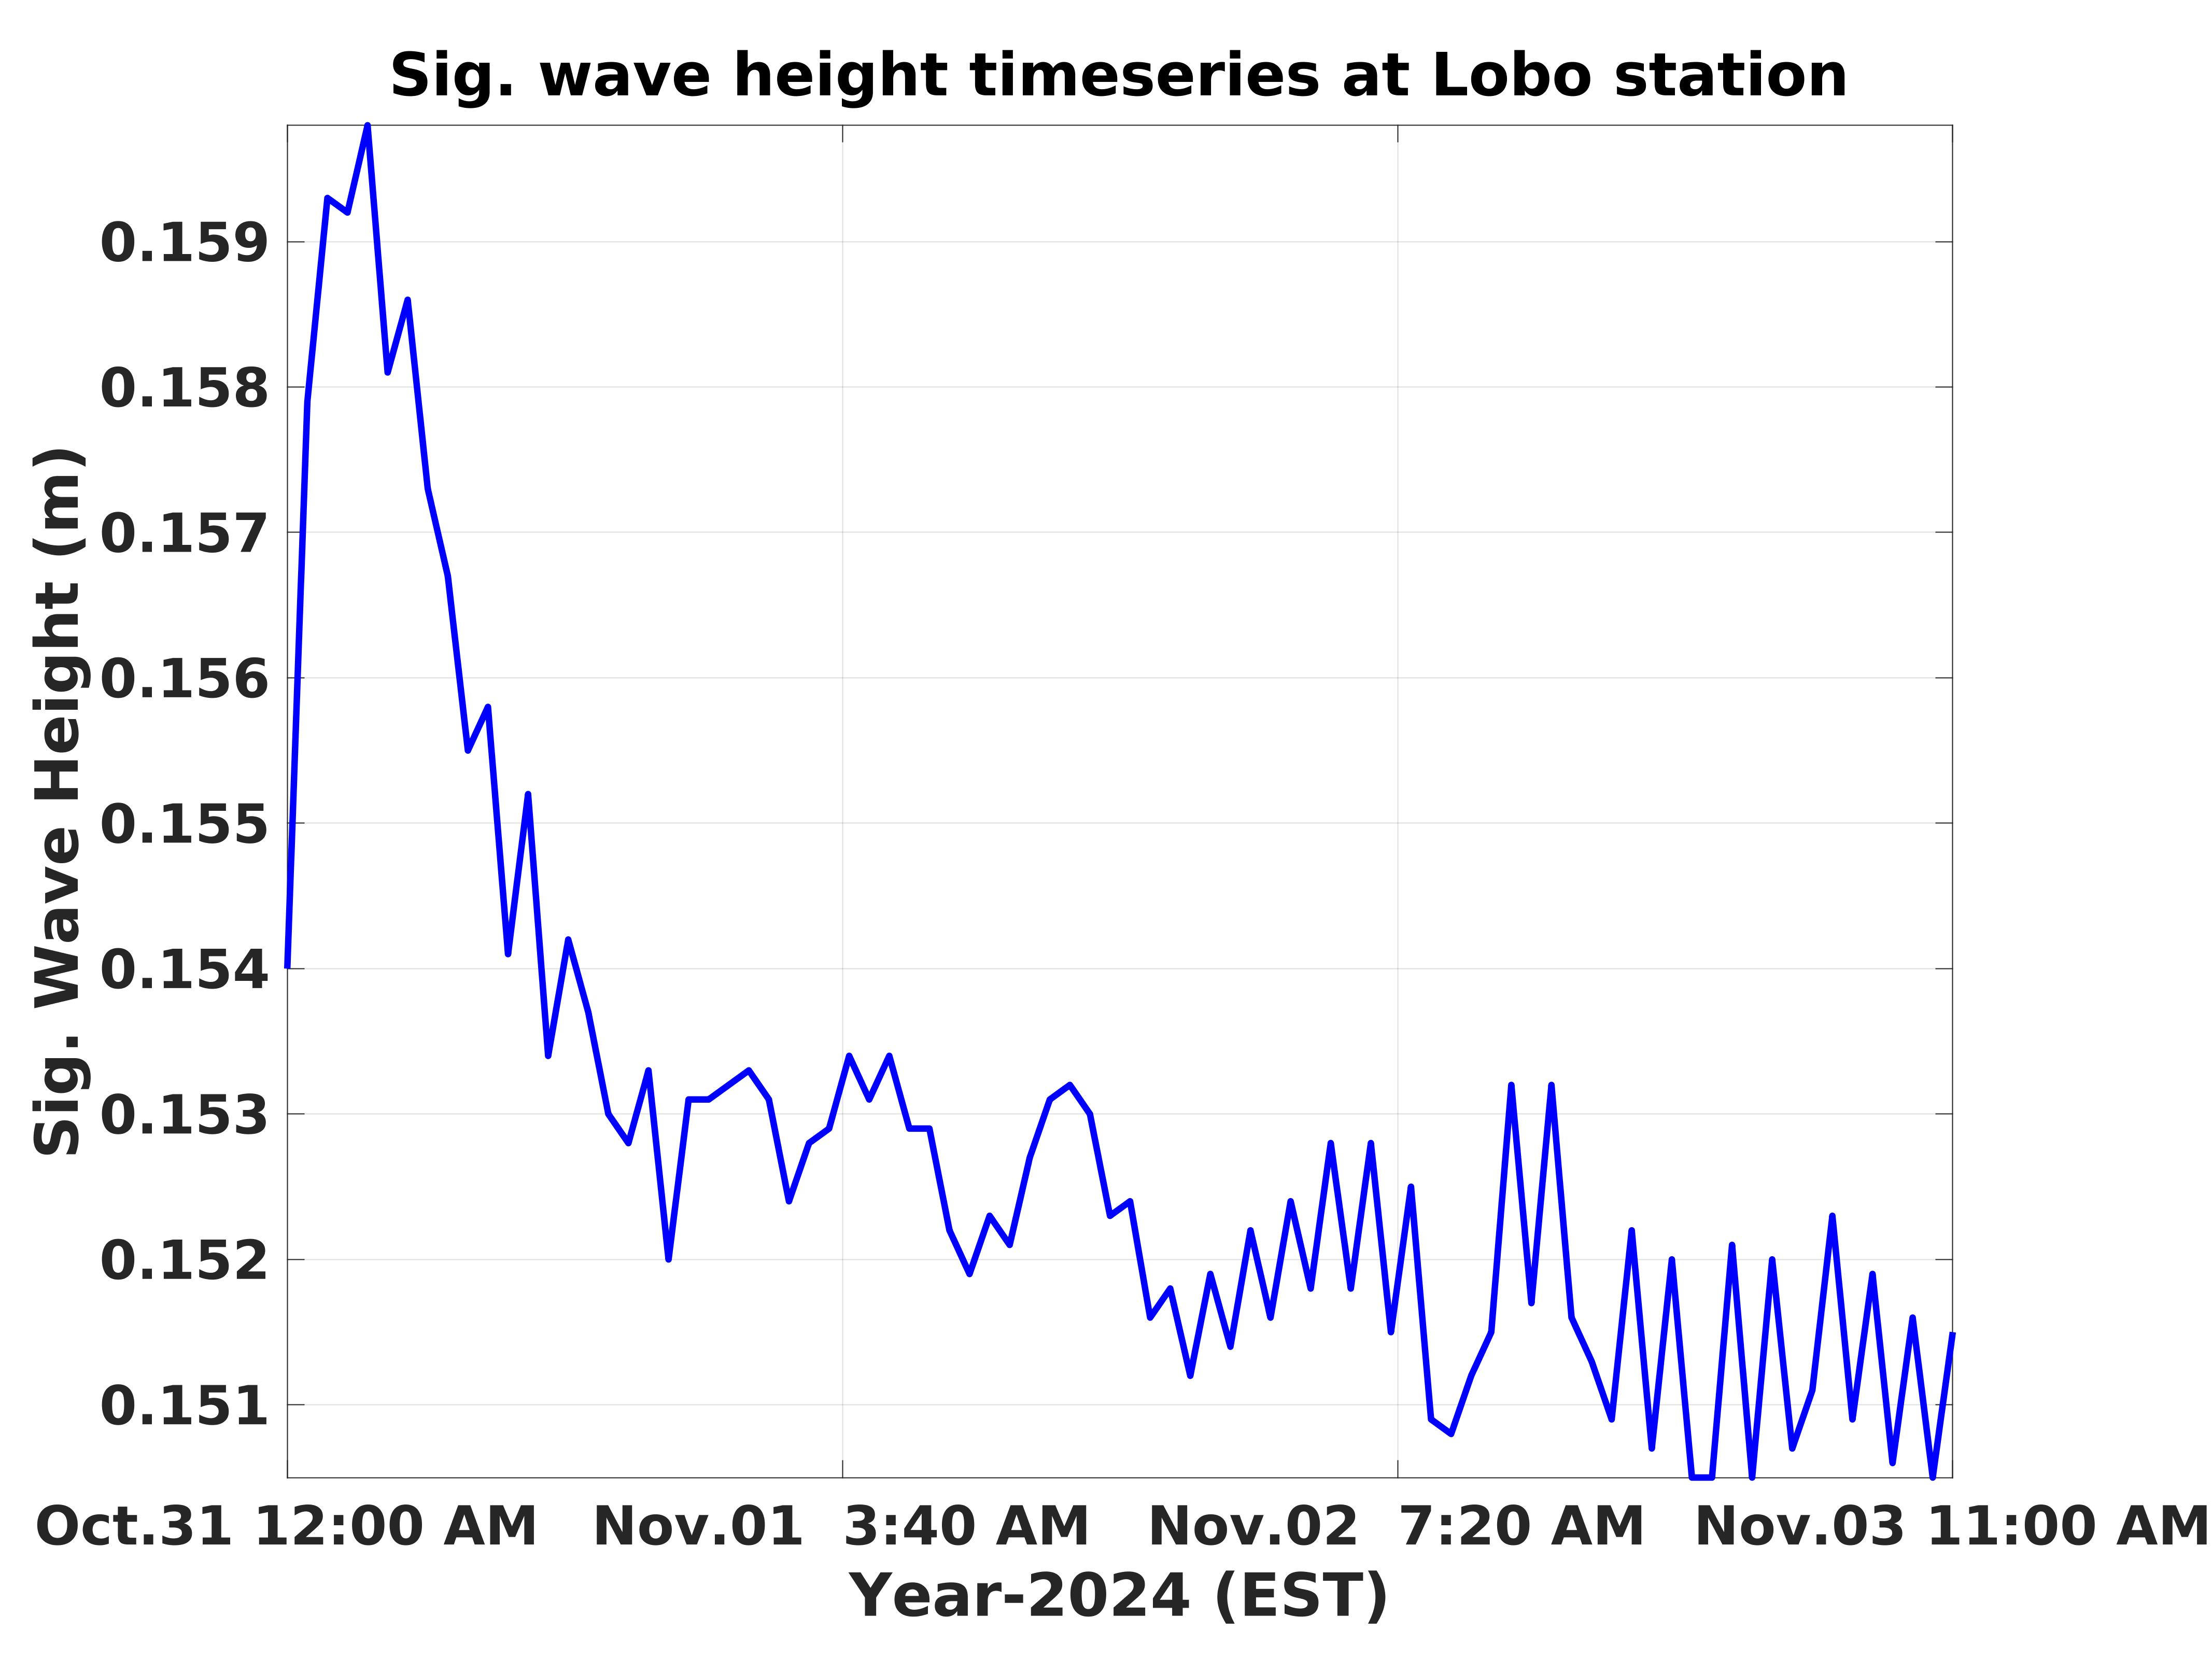 Sig. wave height timeseries at Lobo station
Sig. Wave Height (m)
0.159
0.158
0.157
0.156
0.155
0.154
0.153
0.152
0.151
Oct.31 12:00 AM Nov.01 3:40 AM Nov.02 7:20 AM Nov.03 11:00 AM
Year-2024 (EST)